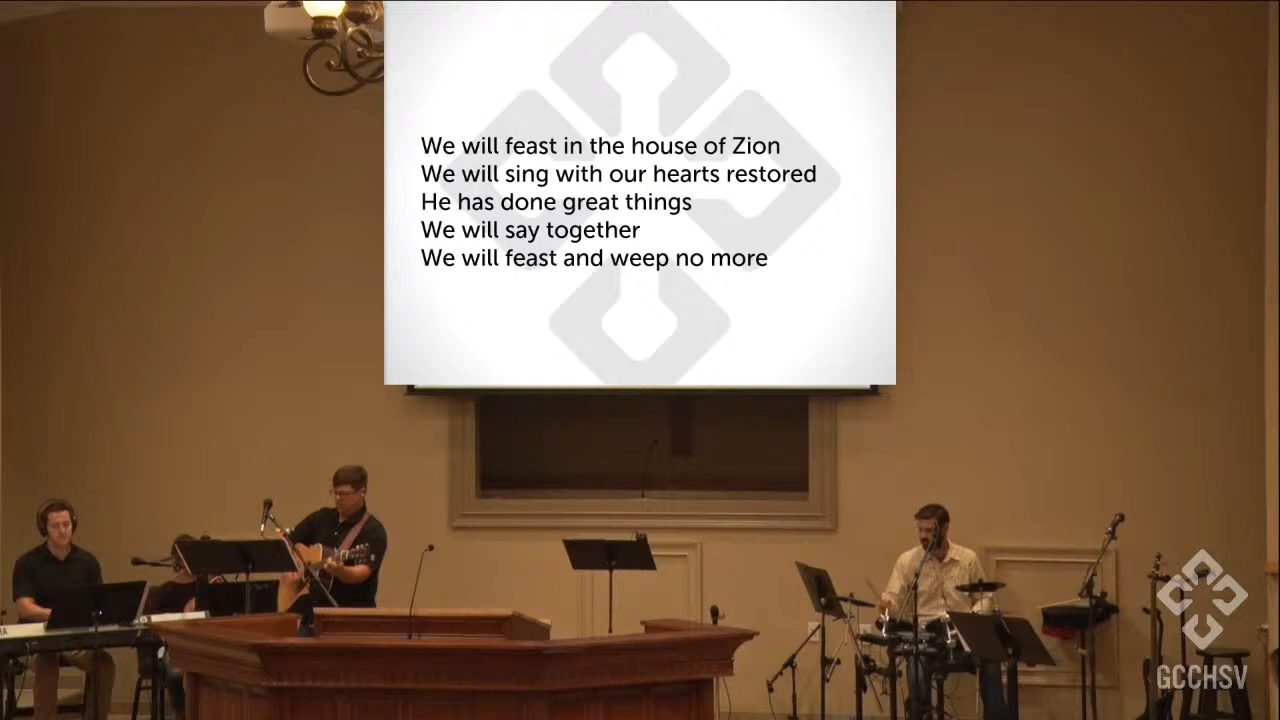 We will feast in the house of Zion
We will sing with our hearts restored
He has done great things
We will say together
We will feast and weep no more
GCCHSV